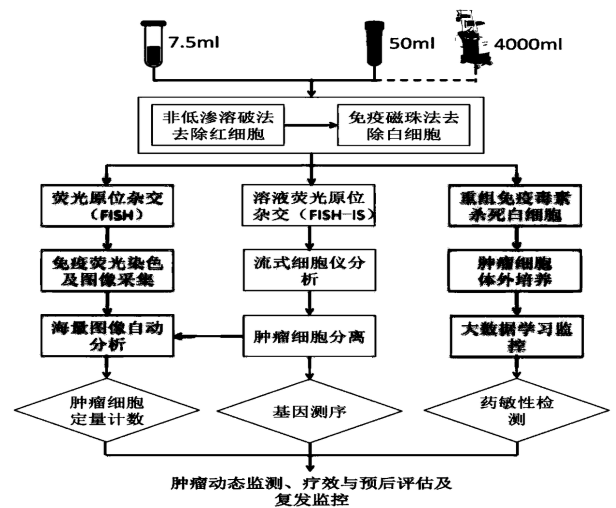 7.5ml
50ml
4000ml
非低渗溶破法
去除红细胞
免疫磁珠法去
除白细胞
荧光原位杂交
（FISH）
溶液荧光原位
杂交（FISH-IS）
重组免疫毒素
杀死白细胞
免疫荧光染色
及图像采集
流式细胞仪分
析
肿瘤细胞
体外培养
海量图像自动
分析
肿瘤细胞分离
大数据学习监
控
肿瘤细胞
定量计数
基因测序
药敏性检
测
肿瘤动态监测、疗效与预后评估及
复发监控